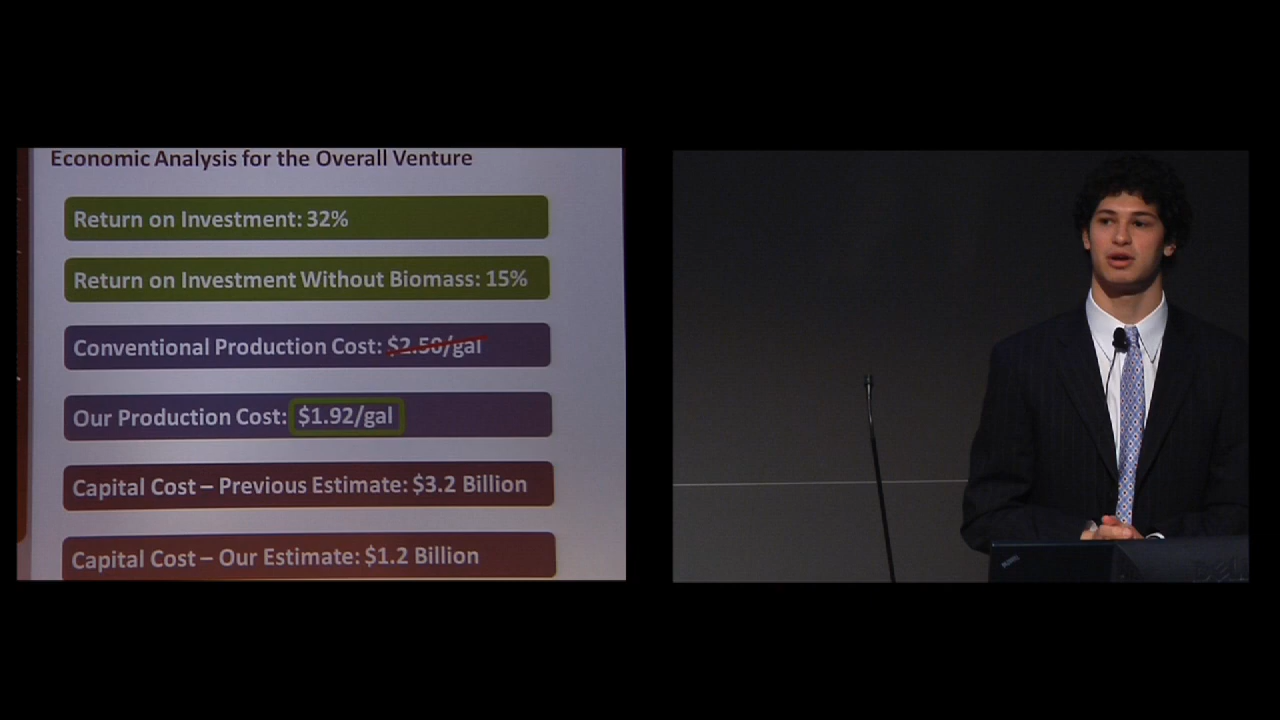 Economic Analysis for the Overall Venture
Return on Investment: 32%
Return on Investment Without Biomass: 15%
Conventional Production Cost: $2.50/gal
Our Production Cost: $1.92/gal
Capital Cost – Previous Estimate: $3.2 Billion
Capital Cost – Our Estimate: $1.2 Billion
DELL